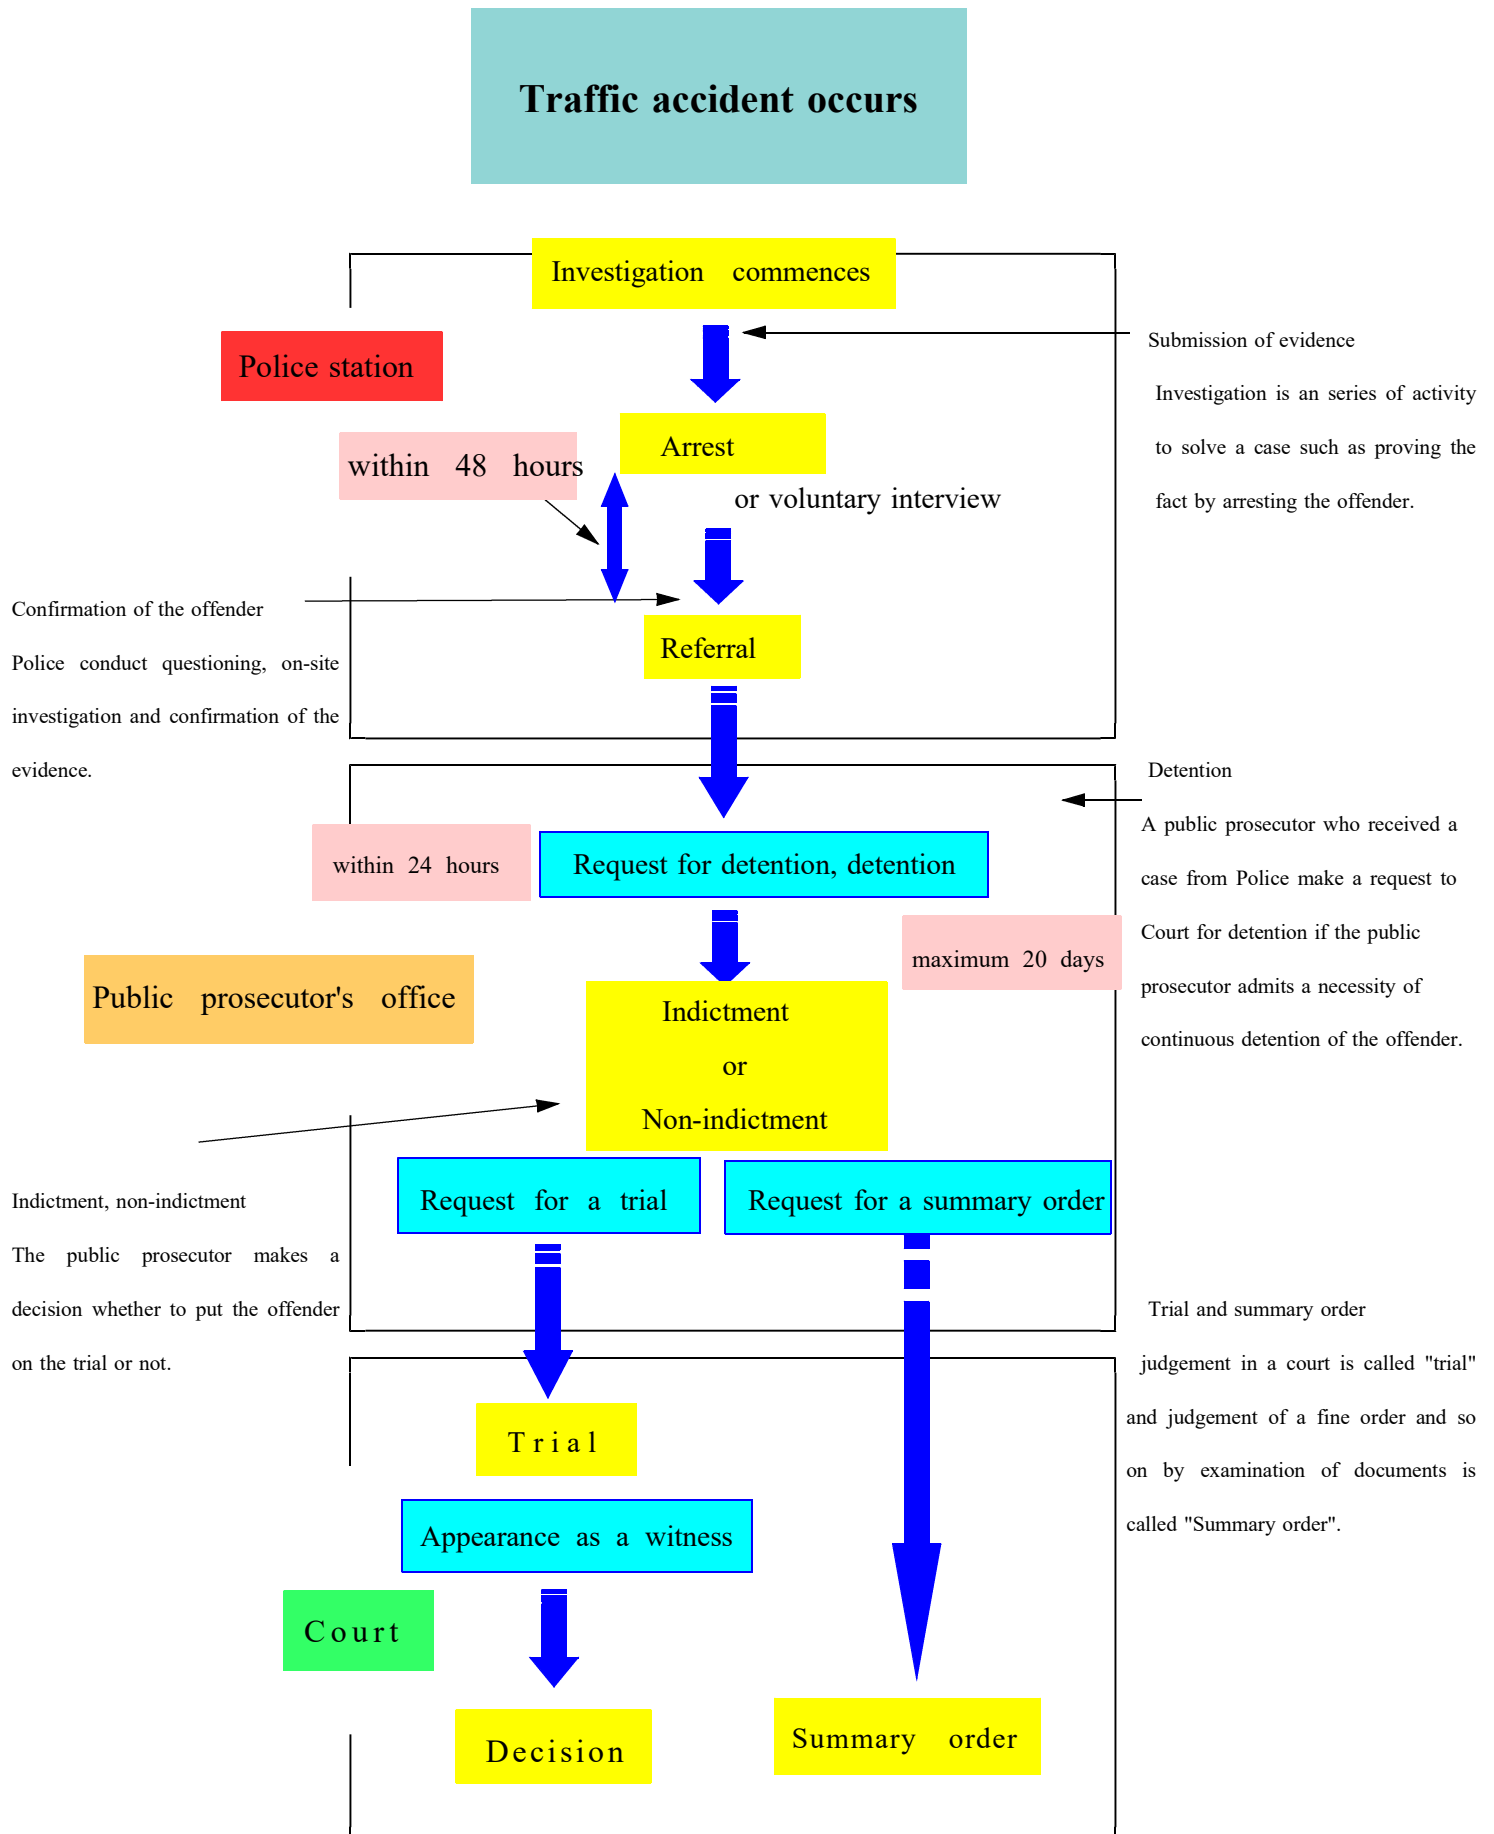 Traffic accident occurs
Investigation commences
Police station
Submission of evidence
Investigation is an series of activity
to solve a case such as proving the
fact by arresting the offender.
Arrest
within 48 hours
or voluntary interview
Confirmation of the offender
Police conduct questioning, on-site
investigation and confirmation of the
evidence.
Referral
Detention
A public prosecutor who received a
case from Police make a request to
Court for detention if the public
prosecutor admits a necessity of
continuous detention of the offender.
within 24 hours
Request for detention, detention
maximum 20 days
Public prosecutor's office
Indictment
or
Non-indictment
Request for a trial
Request for a summary order
Indictment, non-indictment
The public prosecutor makes a
decision whether to put the offender
on the trial or not.
Trial and summary order
judgement in a court is called "trial"
and judgement of a fine order and so
on by examination of documents is
called "Summary order".
Trial
Appearance as a witness
Court
Decision
Summary order